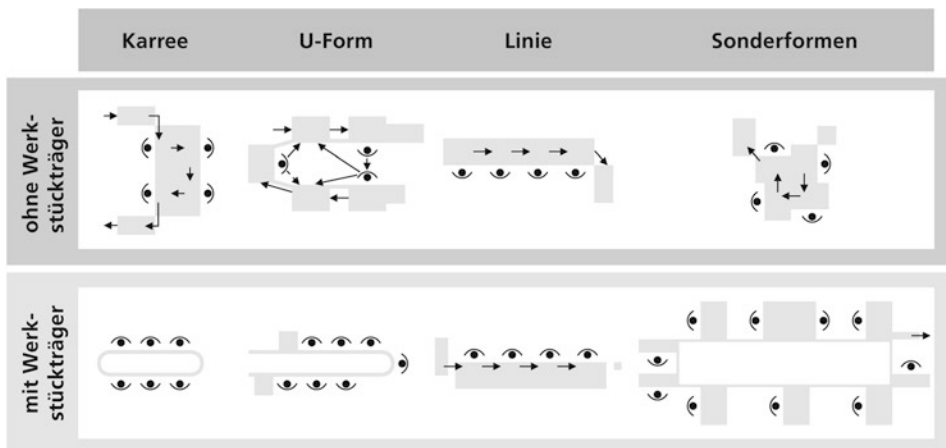 Karree
U-Form
Linie
Sonderformen
ohne Werk-
stückträger
mit Werk-
stückträger